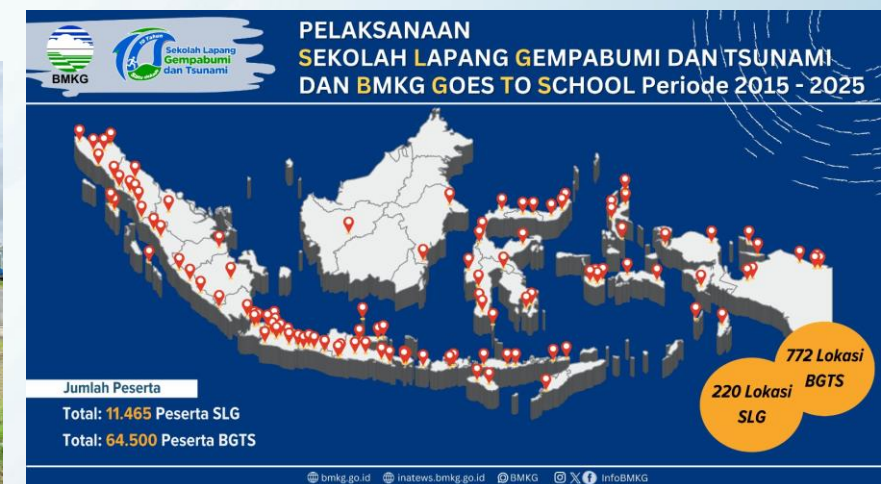 BMKG
10 Tahun
Sekolah Lapang
Gempabumi
dan Tsunami
PELAKSANAAN
SEKOLAH LAPANG GEMPABUMI DAN TSUNAMI
DAN BMKG GOES TO SCHOOL Periode 2015 - 2025
772 Lokasi
BGTS
220 Lokasi
SLG
Jumlah Peserta
Total: 11.465 Peserta SLG
Total: 64.500 Peserta BGTS
bmkg.go.id inatews.bmkg.go.id @BMKG InfoBMKG